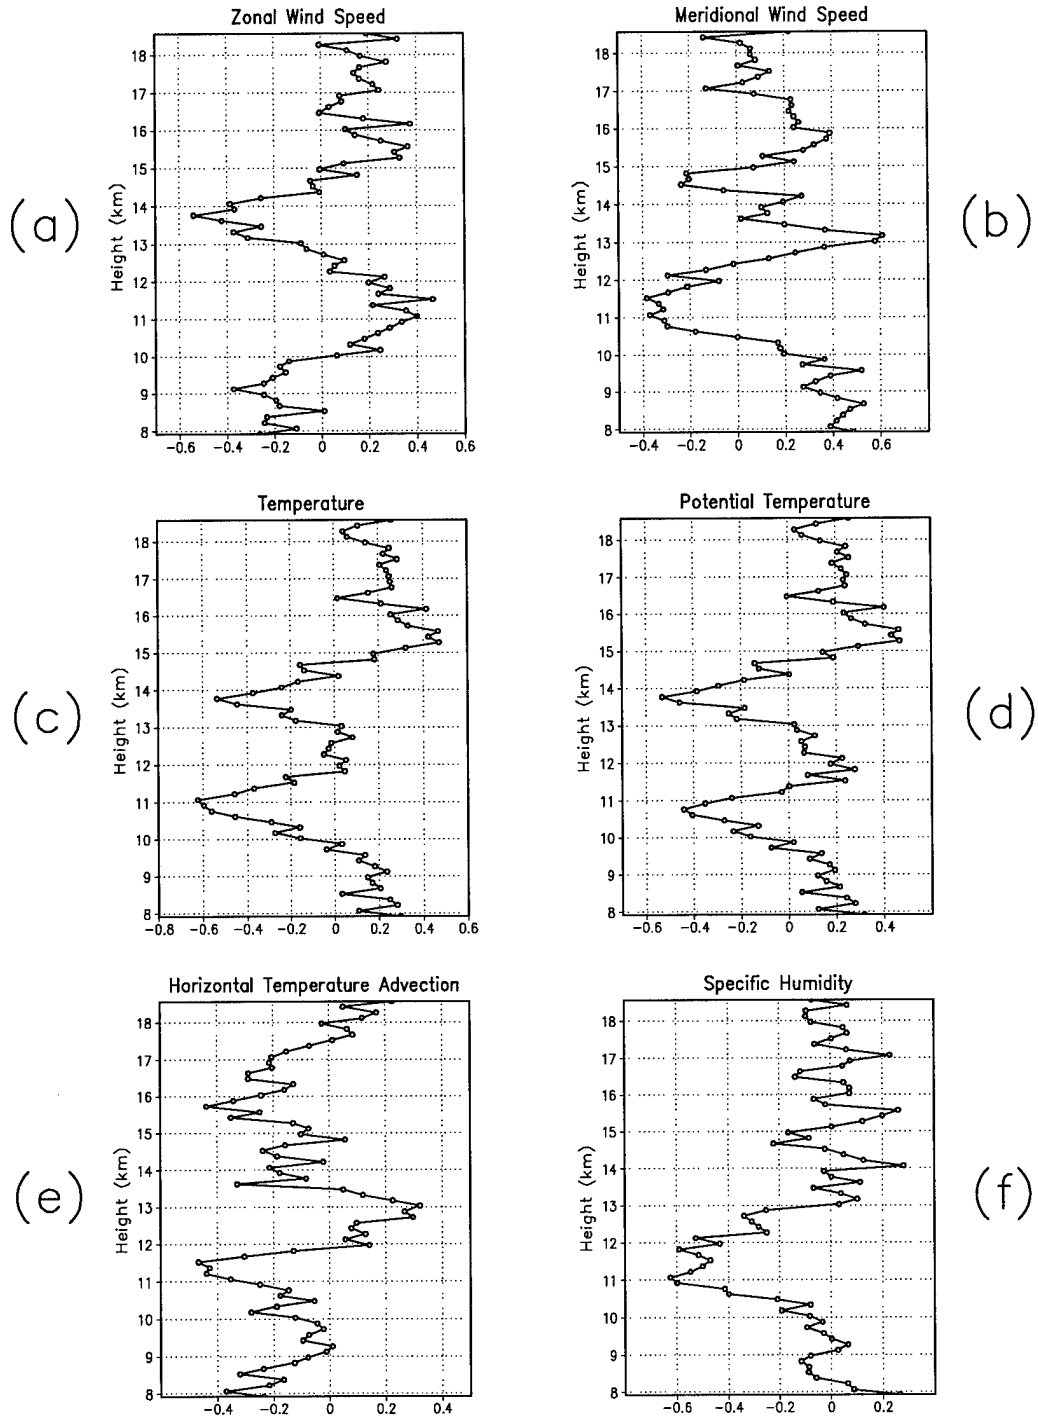 Zonal Wind Speed
Meridional Wind Speed
(a)
Height (km)
18
17
16
15
14
13
12
11
10
9
8
-0.6 -0.4 -0.2 0 0.2 0.4 0.6
Height (km)
18
17
16
15
14
13
12
11
10
9
8
-0.4 -0.2 0 0.2 0.4 0.6
(b)
Temperature
Potential Temperature
(c)
Height (km)
18
17
16
15
14
13
12
11
10
9
8
-0.8 -0.6 -0.4 -0.2 0 0.2 0.4 0.6
Height (km)
18
17
16
15
14
13
12
11
10
9
8
-0.6 -0.4 -0.2 0 0.2 0.4
(d)
Horizontal Temperature Advection
Specific Humidity
(e)
Height (km)
18
17
16
15
14
13
12
11
10
9
8
-0.4 -0.2 0 0.2 0.4
Height (km)
18
17
16
15
14
13
12
11
10
9
8
-0.6 -0.4 -0.2 0 0.2
(f)